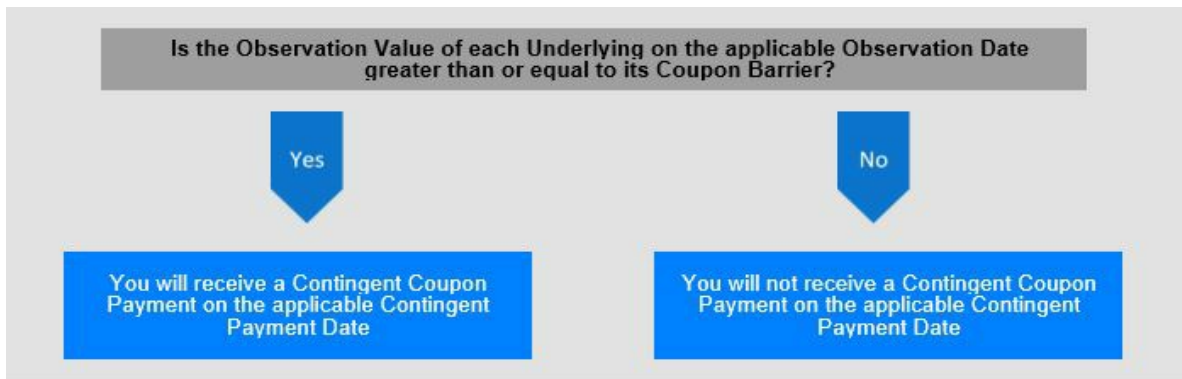 Is the Observation Value of each Underlying on the applicable Observation Date
greater than or equal to its Coupon Barrier?
Yes
No
You will receive a Contingent Coupon
Payment on the applicable Contingent
Payment Date
You will not receive a Contingent Coupon
Payment on the applicable Contingent
Payment Date